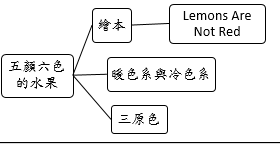 五顏六色
的水果
繪本
Lemons Are
Not Red
暖色系與冷色系
三原色